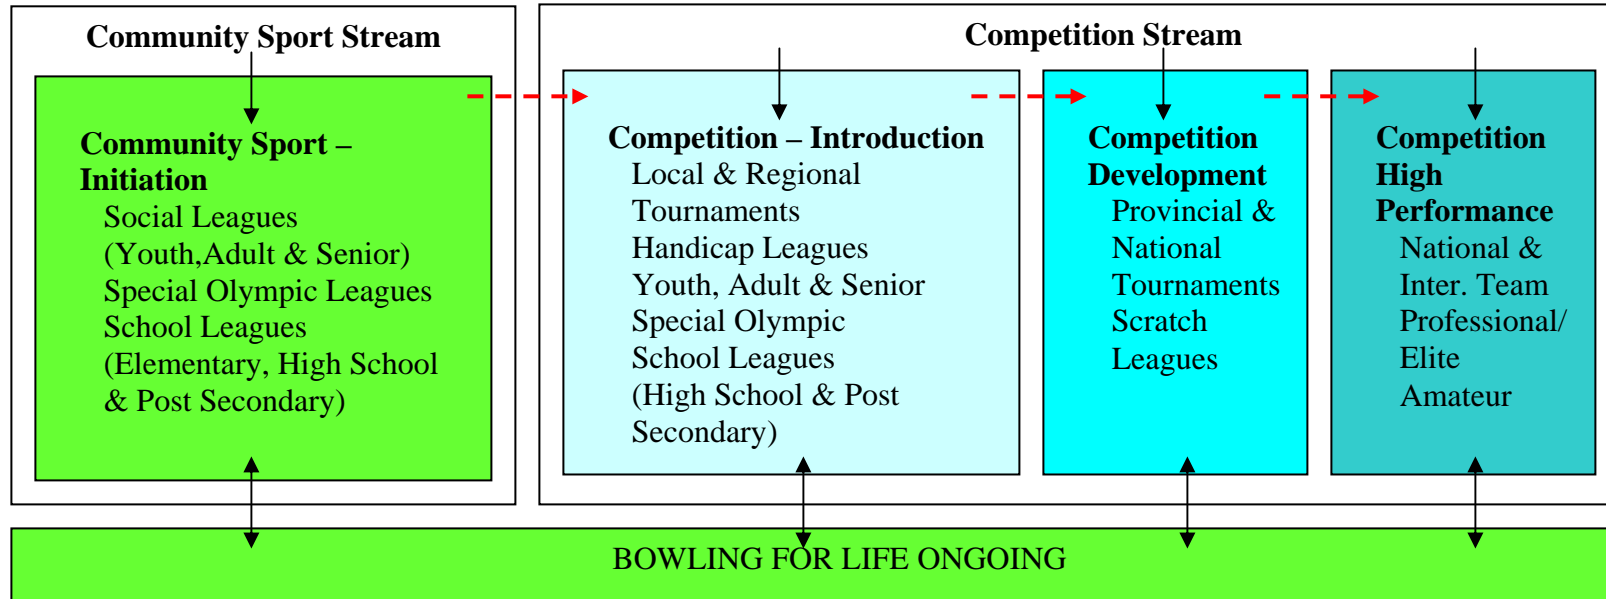 Community Sport Stream
Community Sport –
Initiation
Social Leagues
(Youth,Adult & Senior)
Special Olympic Leagues
School Leagues
(Elementary, High School
& Post Secondary)
Competition Stream
Competition – Introduction
Local & Regional
Tournaments
Handicap Leagues
Youth, Adult & Senior
Special Olympic
School Leagues
(High School & Post
Secondary)
Competition
Development
Provincial &
National
Tournaments
Scratch
Leagues
Competition
High
Performance
National &
Inter. Team
Professional/
Elite
Amateur
BOWLING FOR LIFE ONGOING